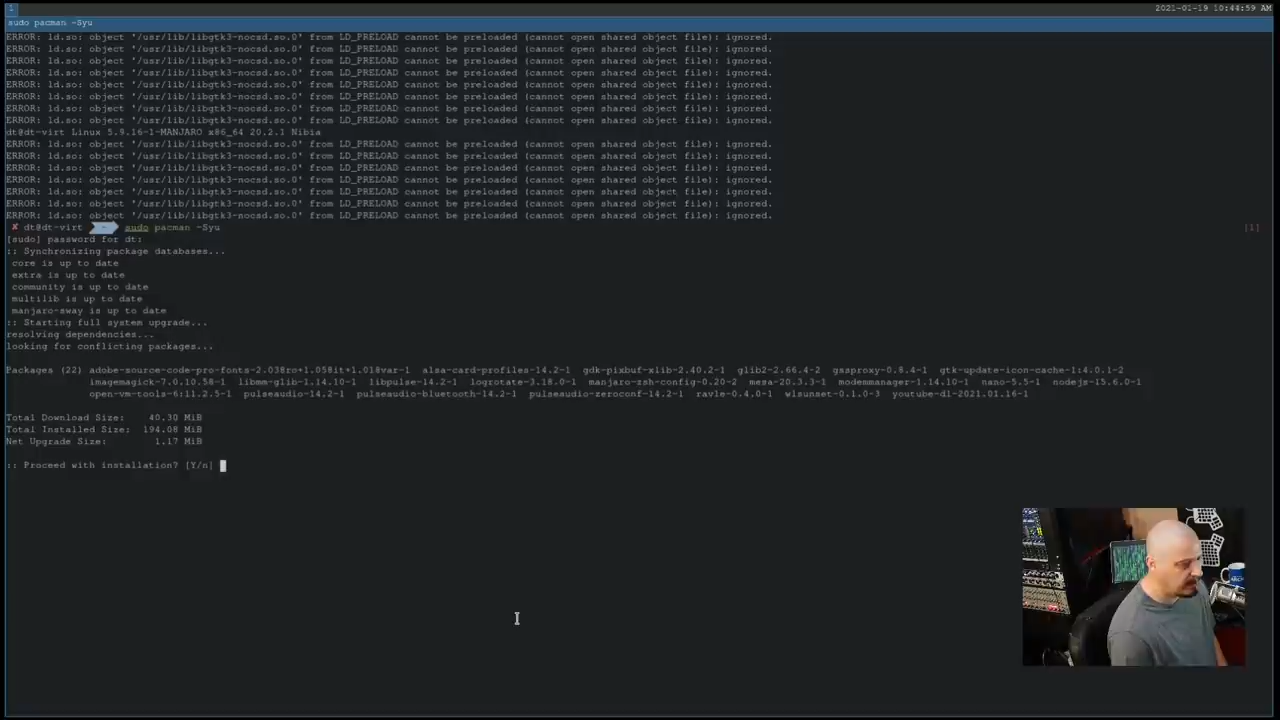 1
2021-01-19 10:44:59 AM
sudo pacman -Syu
ERROR: ld.so: object '/usr/lib/libgtk3-nocsd.so.0' from LD_PRELOAD cannot be preloaded (cannot open shared object file): ignored.
ERROR: ld.so: object '/usr/lib/libgtk3-nocsd.so.0' from LD_PRELOAD cannot be preloaded (cannot open shared object file): ignored.
ERROR: ld.so: object '/usr/lib/libgtk3-nocsd.so.0' from LD_PRELOAD cannot be preloaded (cannot open shared object file): ignored.
ERROR: ld.so: object '/usr/lib/libgtk3-nocsd.so.0' from LD_PRELOAD cannot be preloaded (cannot open shared object file): ignored.
ERROR: ld.so: object '/usr/lib/libgtk3-nocsd.so.0' from LD_PRELOAD cannot be preloaded (cannot open shared object file): ignored.
ERROR: ld.so: object '/usr/lib/libgtk3-nocsd.so.0' from LD_PRELOAD cannot be preloaded (cannot open shared object file): ignored.
ERROR: ld.so: object '/usr/lib/libgtk3-nocsd.so.0' from LD_PRELOAD cannot be preloaded (cannot open shared object file): ignored.
ERROR: ld.so: object '/usr/lib/libgtk3-nocsd.so.0' from LD_PRELOAD cannot be preloaded (cannot open shared object file): ignored.
dt@dt-virt Linux 5.9.16-1-MANJARO x86_64 20.2.1 Nibia
ERROR: ld.so: object '/usr/lib/libgtk3-nocsd.so.0' from LD_PRELOAD cannot be preloaded (cannot open shared object file): ignored.
ERROR: ld.so: object '/usr/lib/libgtk3-nocsd.so.0' from LD_PRELOAD cannot be preloaded (cannot open shared object file): ignored.
ERROR: ld.so: object '/usr/lib/libgtk3-nocsd.so.0' from LD_PRELOAD cannot be preloaded (cannot open shared object file): ignored.
ERROR: ld.so: object '/usr/lib/libgtk3-nocsd.so.0' from LD_PRELOAD cannot be preloaded (cannot open shared object file): ignored.
ERROR: ld.so: object '/usr/lib/libgtk3-nocsd.so.0' from LD_PRELOAD cannot be preloaded (cannot open shared object file): ignored.
ERROR: ld.so: object '/usr/lib/libgtk3-nocsd.so.0' from LD_PRELOAD cannot be preloaded (cannot open shared object file): ignored.
ERROR: ld.so: object '/usr/lib/libgtk3-nocsd.so.0' from LD_PRELOAD cannot be preloaded (cannot open shared object file): ignored.
✘ dt@dt-virt ~ sudo pacman -Syu [1]
[sudo] password for dt:
:: Synchronizing package databases...
core is up to date
extra is up to date
community is up to date
multilib is up to date
manjaro-sway is up to date
:: Starting full system upgrade...
resolving dependencies...
looking for conflicting packages...
Packages (22) adobe-source-code-pro-fonts-2.038ro+1.058it+1.018var-1 alsa-card-profiles-14.2-1 gdk-pixbuf-xlib-2.40.2-1 glib2-2.66.4-2 gssproxy-0.8.4-1 gtk-update-icon-cache-1:4.0.1-2
imagemagick-7.0.10.58-1 libmm-glib-1.14.10-1 libpulse-14.2-1 logrotate-3.18.0-1 manjaro-zsh-config-0.20-2 mesa-20.3.3-1 modemmanager-1.14.10-1 nano-5.5-1 nodejs-15.6.0-1
open-vm-tools-6:11.2.5-1 pulseaudio-14.2-1 pulseaudio-bluetooth-14.2-1 pulseaudio-zeroconf-14.2-1 ravle-0.4.0-1 wlsunset-0.1.0-3 youtube-dl-2021.01.16-1
Total Download Size: 40.30 MiB
Total Installed Size: 194.08 MiB
Net Upgrade Size: 1.17 MiB
:: Proceed with installation? [Y/n]